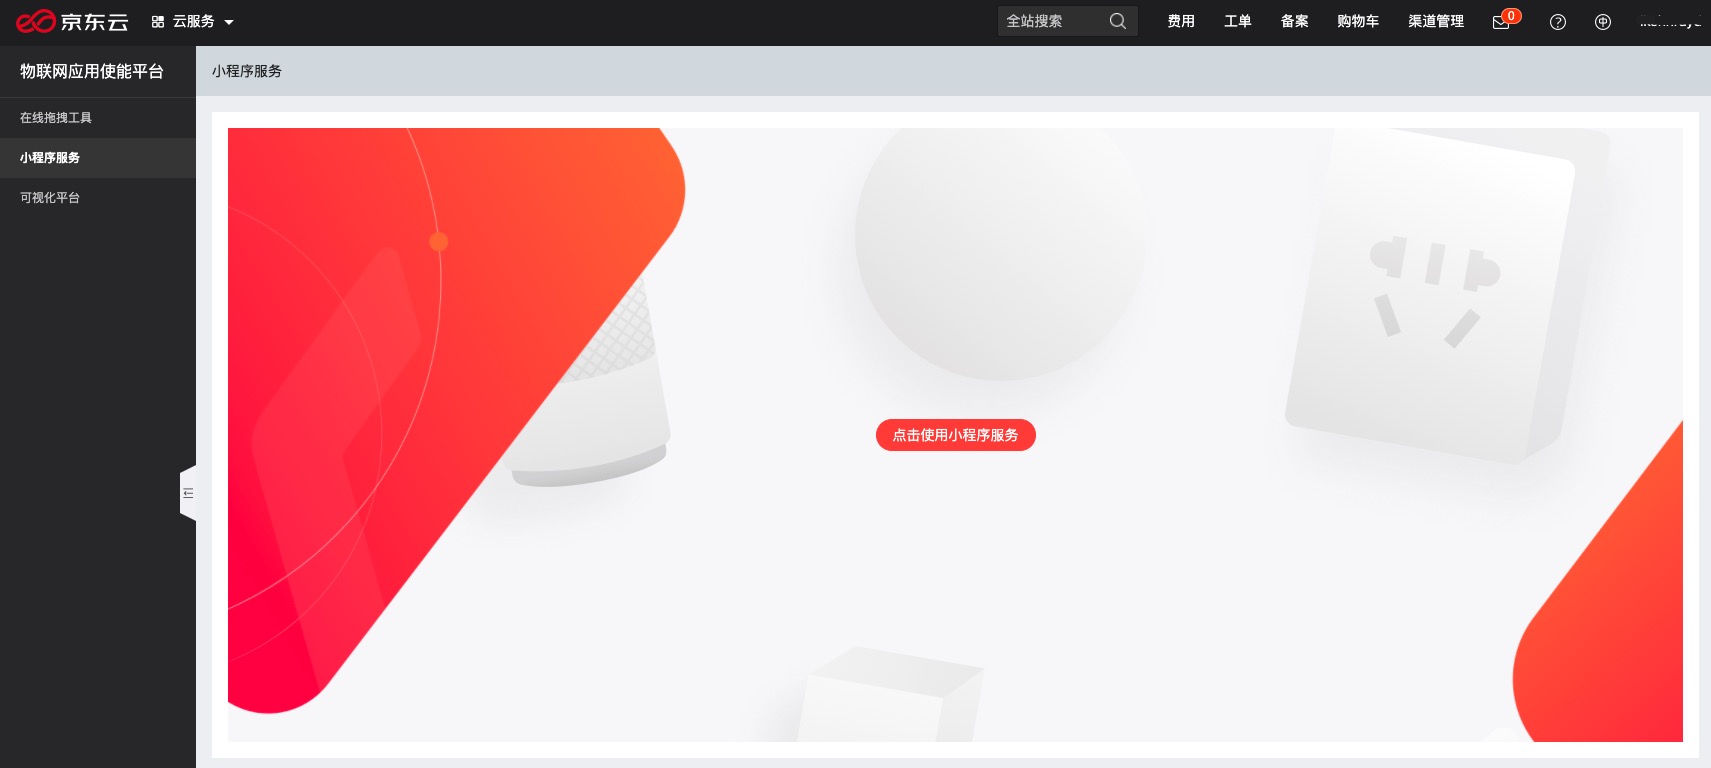 京东云
云服务
全站搜索
费用
工单
备案
购物车
渠道管理
0
物联网应用使能平台
小程序服务
在线拖拽工具
小程序服务
可视化平台
点击使用小程序服务